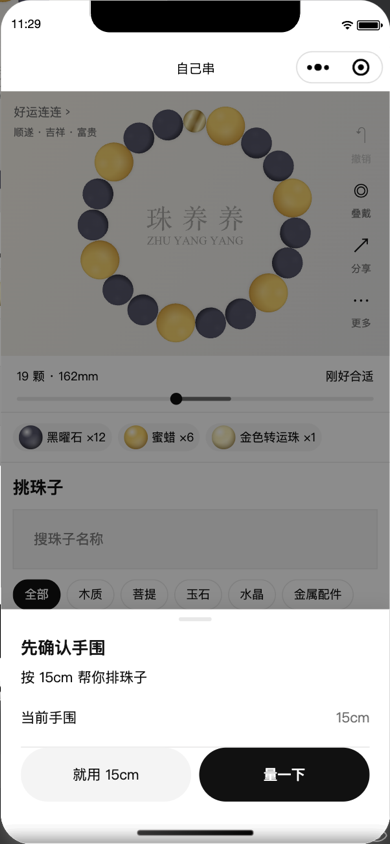 11:29
自己串
好运连连 ›
顺遂 · 吉祥 · 富贵
撤销
珠养养
ZHU YANG YANG
叠戴
分享
更多
19 颗 · 162mm 刚好合适
黑曜石 ×12 蜜蜡 ×6 金色转运珠 ×1
挑珠子
搜珠子名称
全部 木质 菩提 玉石 水晶 金属配件
先确认手围
按 15cm 帮你排珠子
当前手围 15cm
就用 15cm 量一下